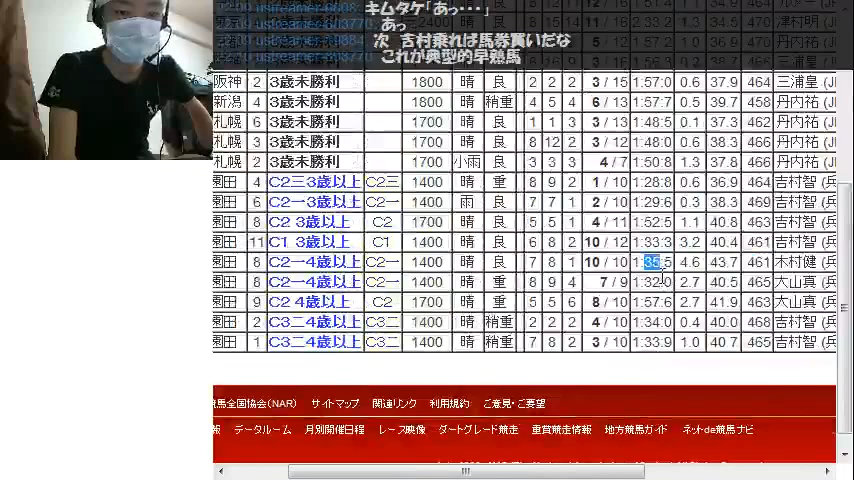 キムタケ「あっ・・・」
あっ
次 吉村乗れば馬券買いだな
これが典型的早熟馬
阪神 2 3歳未勝利 1800 晴 良 2 2 2 3 / 15 1:57:0 0.6 37.9 464 三浦皇
新潟 4 3歳未勝利 1800 晴 稍重 4 5 4 6 / 13 1:57:7 0.5 39.7 458 丹内祐
札幌 6 3歳未勝利 1700 晴 良 1 1 3 3 / 13 1:48:5 0.1 37.3 462 丹内祐
札幌 3 3歳未勝利 1700 晴 良 8 12 2 3 / 12 1:48:0 0.6 38.3 466 丹内祐
札幌 2 3歳未勝利 1700 小雨 良 3 3 3 4 / 7 1:50:8 1.3 37.8 466 丹内祐
園田 4 C2三3歳以上 C2三 1400 晴 重 8 9 2 1 / 10 1:28:8 0.6 36.9 464 吉村智 (兵
園田 6 C2一3歳以上 C2一 1400 雨 良 7 7 1 2 / 10 1:29:6 0.3 38.3 469 吉村智 (兵
園田 8 C2 3歳以上 C2 1700 晴 重 5 5 1 4 / 11 1:52:5 1.1 40.8 463 吉村智 (兵
園田 11 C1 3歳以上 C1 1400 晴 良 6 8 2 10 / 12 1:33:3 3.2 40.4 461 吉村智 (兵
園田 8 C2一4歳以上 C2一 1400 晴 良 7 8 1 10 / 10 1:35:5 4.6 43.7 461 木村健 (兵
園田 8 C2一4歳以上 C2一 1400 晴 重 8 9 4 7 / 9 1:32:0 2.7 40.5 465 大山真 (兵
園田 9 C2 4歳以上 C2 1700 晴 重 5 5 6 8 / 10 1:57:6 2.7 41.9 463 大山真 (兵
園田 2 C3二4歳以上 C3二 1400 晴 稍重 2 2 2 4 / 10 1:34:0 0.4 40.0 468 吉村智 (兵
園田 1 C3二4歳以上 C3二 1400 晴 稍重 7 8 2 3 / 10 1:33:9 1.0 40.7 465 吉村智 (兵
競馬全国協会(NAR) サイトマップ 関連リンク 利用規約 ご意見・ご要望
報 データルーム 月別開催日程 レース映像 ダートグレード競走 重賞競走情報 地方競馬ガイド ネットde競馬ナビ